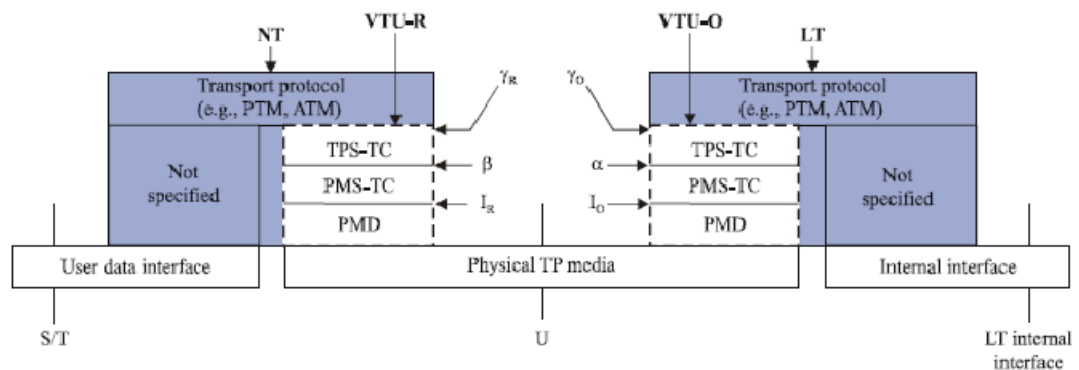 VTU-R
VTU-O
NT
LT
Transport protocol
(e.g., PTM, ATM)
γR
γO
Transport protocol
(e.g., PTM, ATM)
Not
specified
TPS-TC
β
α
TPS-TC
Not
specified
PMS-TC
IR
IO
PMS-TC
PMD
PMD
User data interface
Physical TP media
Internal interface
S/T
U
LT internal
interface